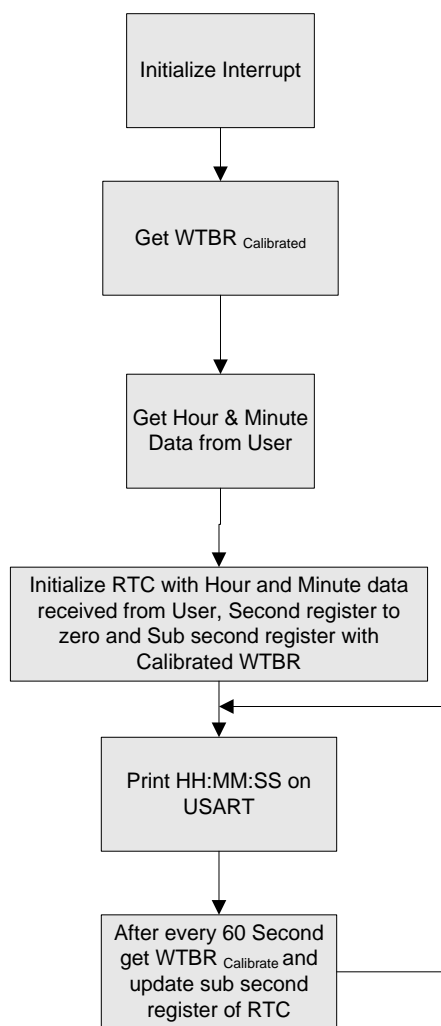 Initialize Interrupt
Get WTBR Calibrated
Get Hour & Minute
Data from User
Initialize RTC with Hour and Minute data
received from User, Second register to
zero and Sub second register with
Calibrated WTBR
Print HH:MM:SS on
USART
After every 60 Second
get WTBR Calibrate and
update sub second
register of RTC